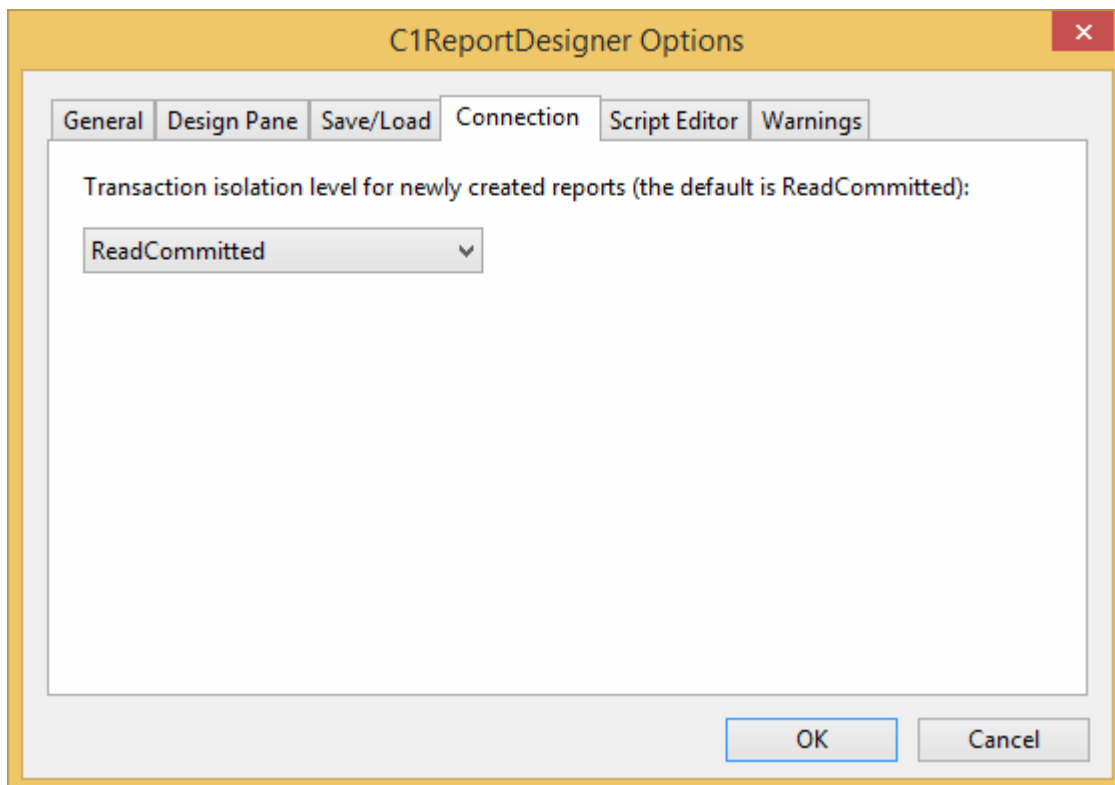 C1ReportDesigner Options
General Design Pane Save/Load Connection Script Editor Warnings
Transaction isolation level for newly created reports (the default is ReadCommitted):
ReadCommitted
OK Cancel